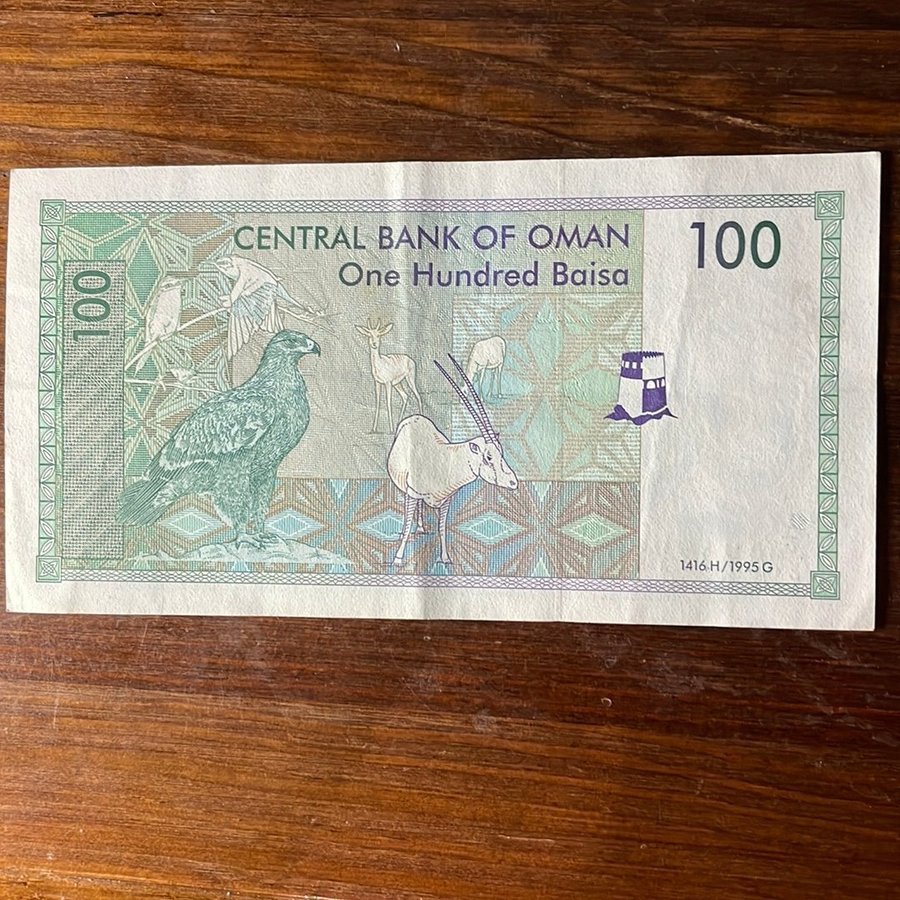 CENTRAL BANK OF OMAN
One Hundred Baisa
100
100
1416 H/1995 G